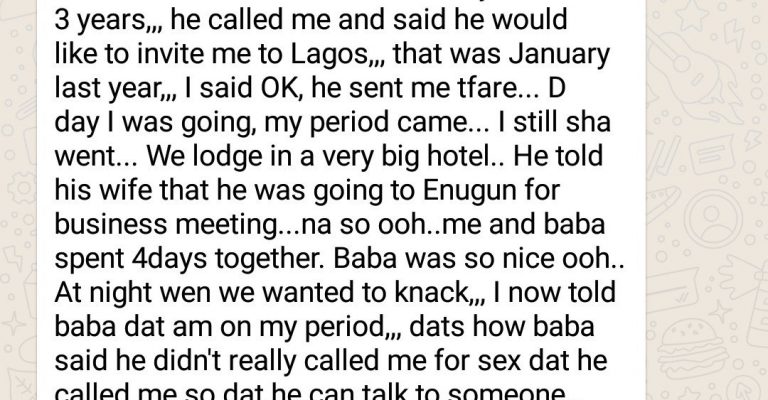 3 years,,, he called me and said he would
like to invite me to Lagos,,, that was January
last year,,, I said OK, he sent me tfare... D
day I was going, my period came... I still sha
went... We lodge in a very big hotel.. He told
his wife that he was going to Enugun for
business meeting...na so ooh..me and baba
spent 4days together. Baba was so nice ooh..
At night wen we wanted to knack,,, I now told
baba dat am on my period,,, dats how baba
said he didn't really called me for sex dat he
called me so dat he can talk to someone